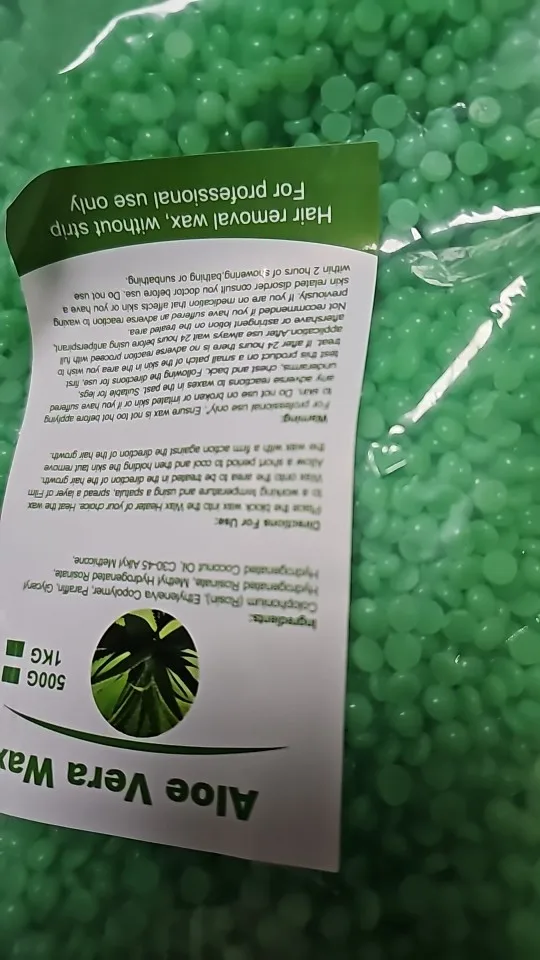 Aloe Vera Wax
500G
1KG
Ingredients:
Colophonium (Rosin), Ethylene/va Copolymer, Paraffin, Glyceryl
Hydrogenated Rosinate, Methyl Hydrogenated Rosinate,
Hydrogenated Coconut Oil, C30-45 Alkyl Methicone,
Directions For Use:
Place the block wax into the Wax Heater of your choice. Heat the wax
to a working temperature and using a spatula, spread a layer of Film
Wax onto the area to be treated in the direction of the hair growth.
Allow a short period to cool and then holding the skin taut remove
the wax with a firm action against the direction of the hair growth.
Warning:
For professional use only". Ensure wax is not too hot before applying
to skin. Do not use on broken or irritated skin or if you have suffered
any adverse reactions to waxes in the past. Suitable for legs,
underarms, chest and back. Following the directions for use, first
test this product on a small patch of the skin in the area you wish to
treat. If after 24 hours there is no adverse reaction proceed with full
application.After use always wait 24 hours before using antiperspirant,
aftershave or astringent lotion on the treated area.
Not recommended if you have suffered an adverse reaction to waxing
previously. If you are on medication that affects skin or you have a
skin related disorder consult you doctor before use. Do not use
within 2 hours of showering,bathing or sunbathing.
Hair removal wax, without strip
For professional use only